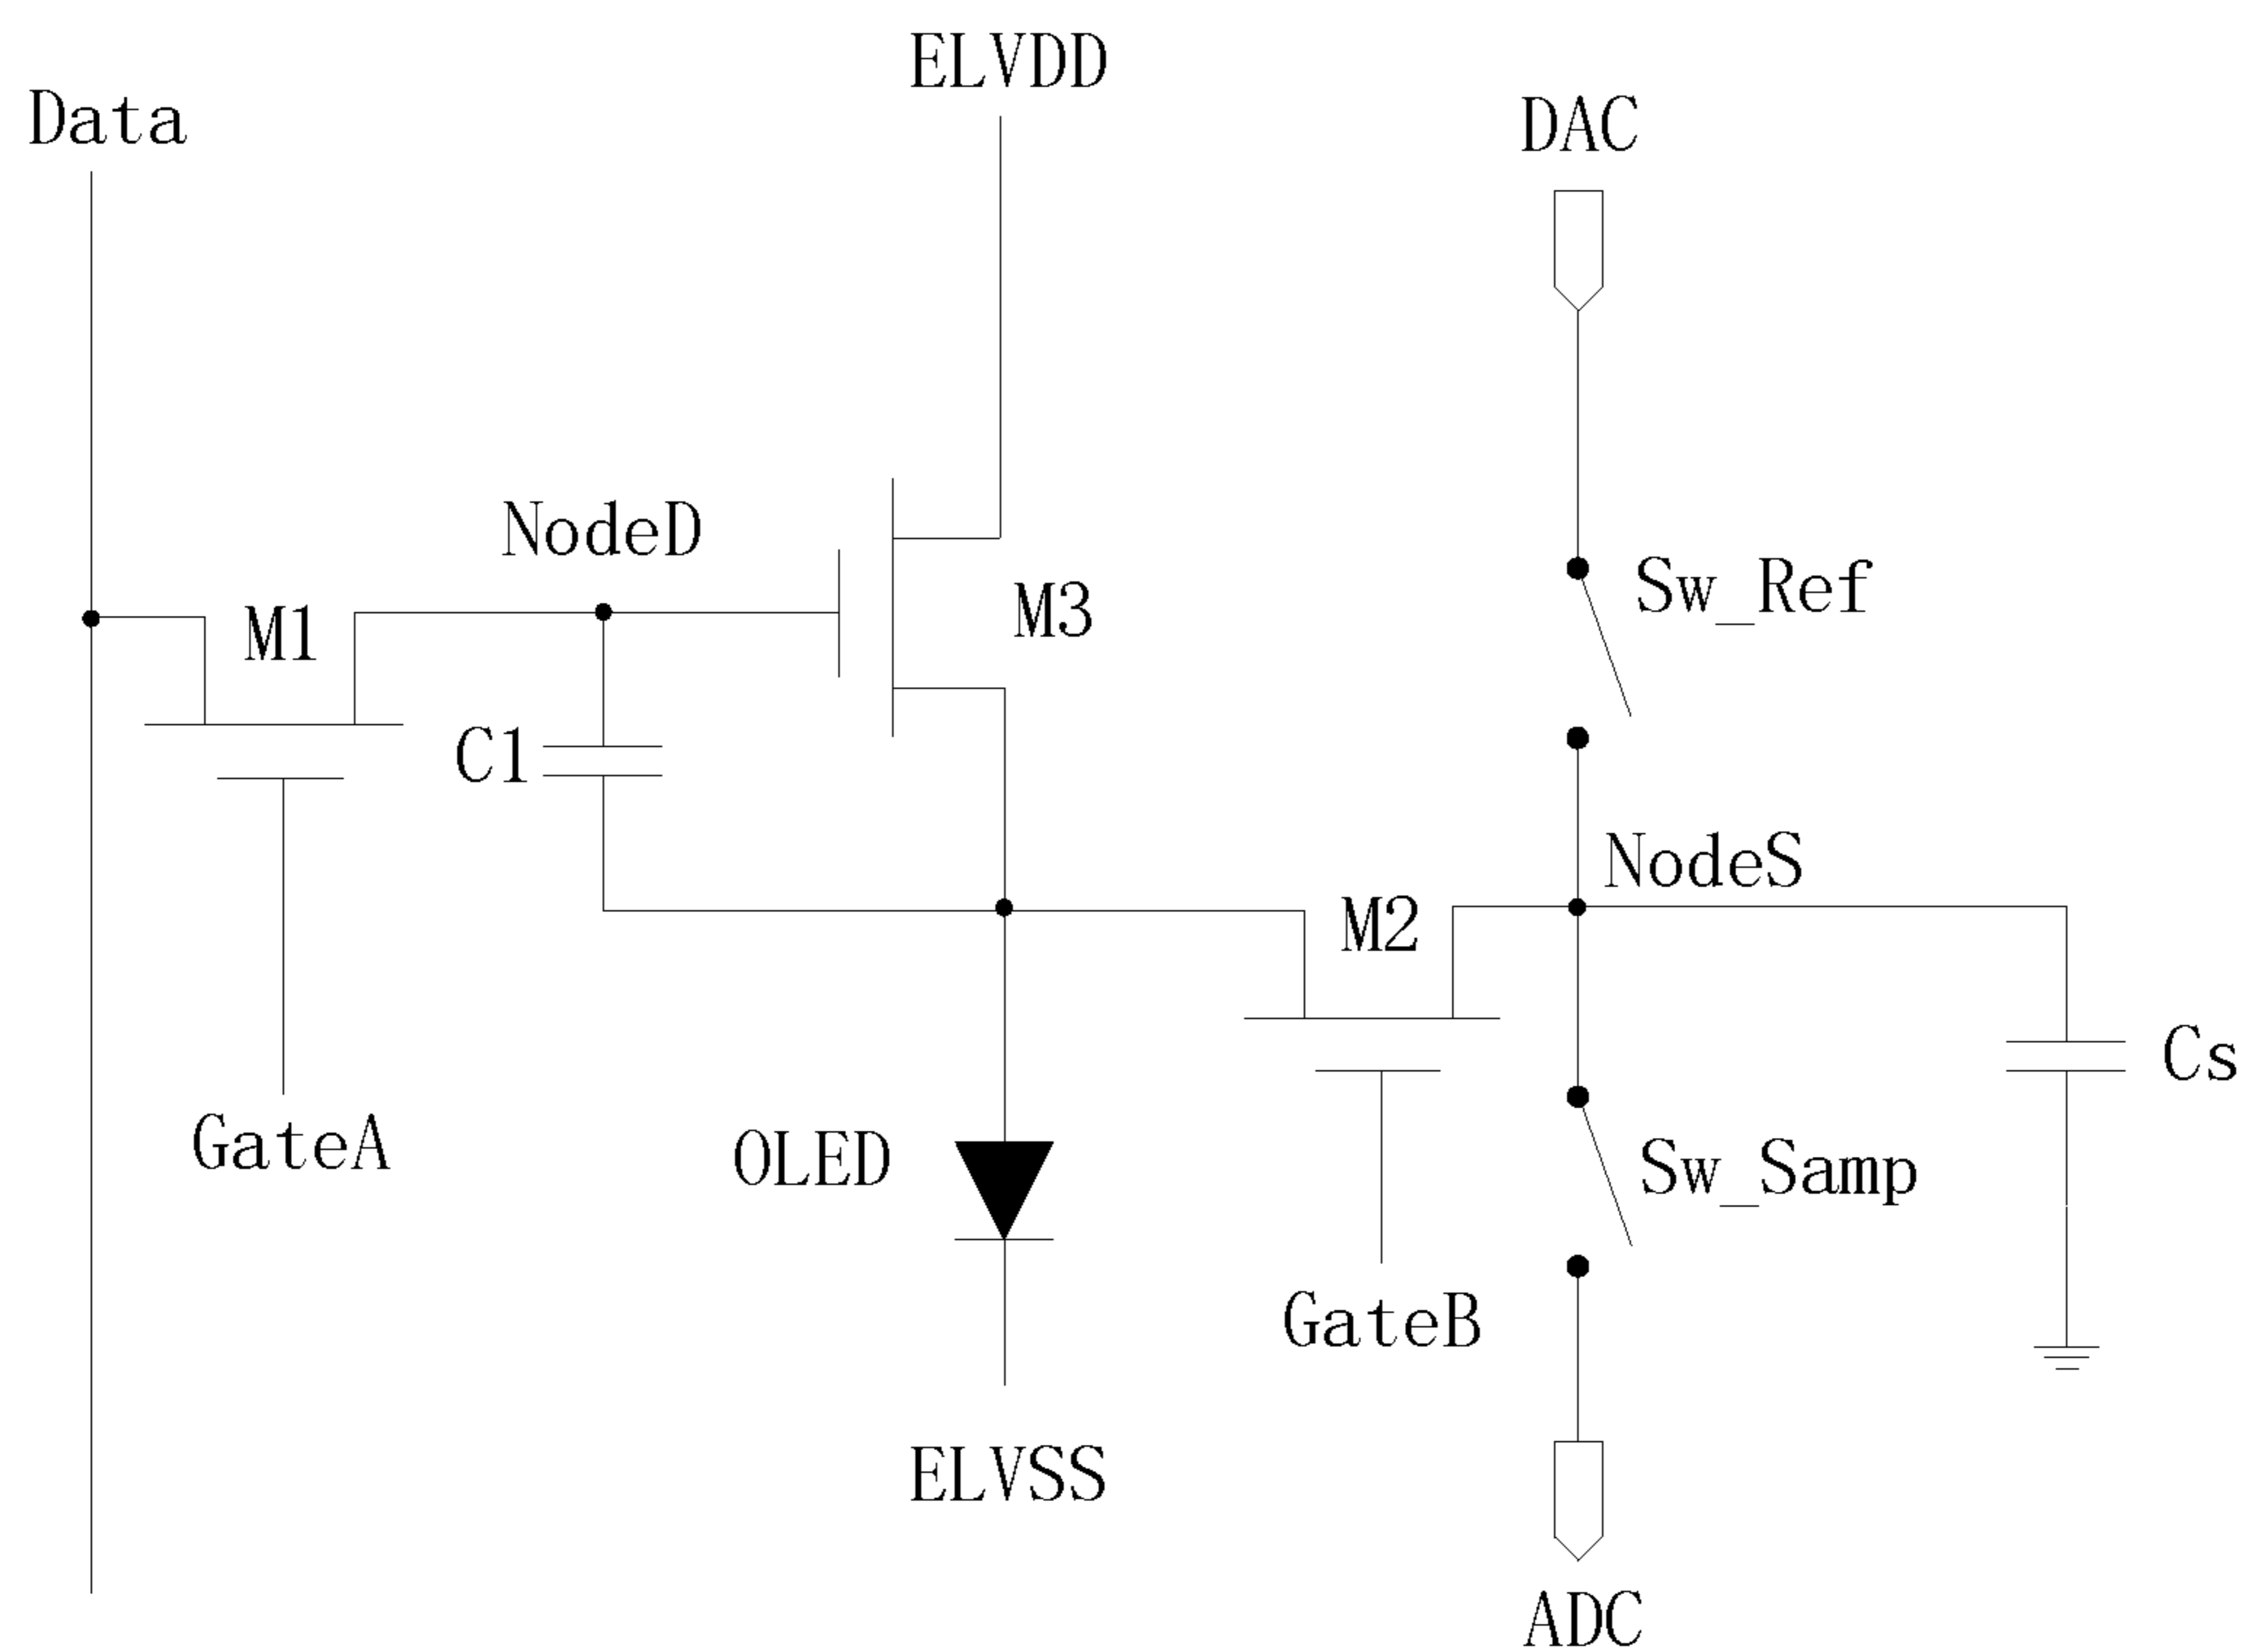 ELVDD
Data
DAC
NodeD
Sw_Ref
M3
M1
C1
NodeS
M2
Cs
GateA
OLED
Sw_Samp
GateB
ELVSS
ADC